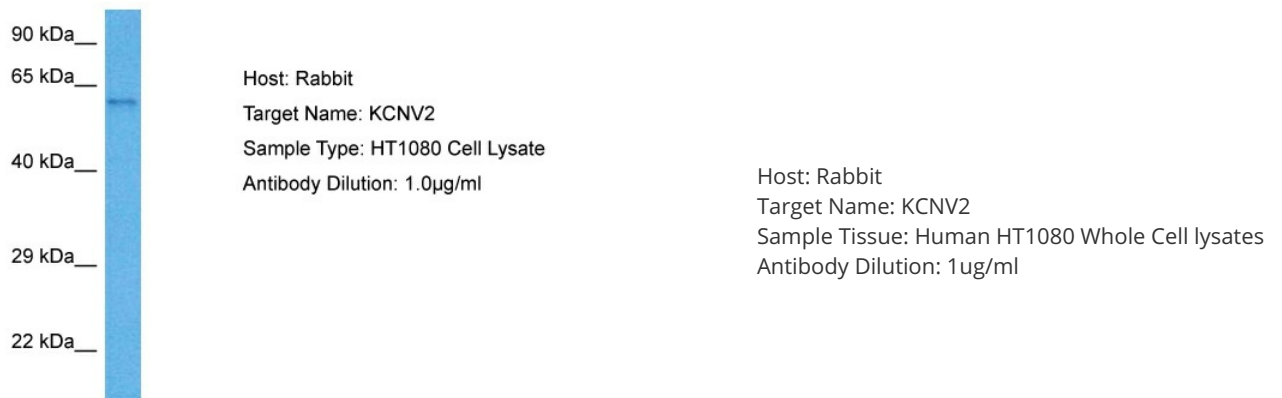 90 kDa__
65 kDa__
40 kDa__
29 kDa__
22 kDa__
Host: Rabbit
Target Name: KCNV2
Sample Type: HT1080 Cell Lysate
Antibody Dilution: 1.0µg/ml
Host: Rabbit
Target Name: KCNV2
Sample Tissue: Human HT1080 Whole Cell lysates
Antibody Dilution: 1ug/ml